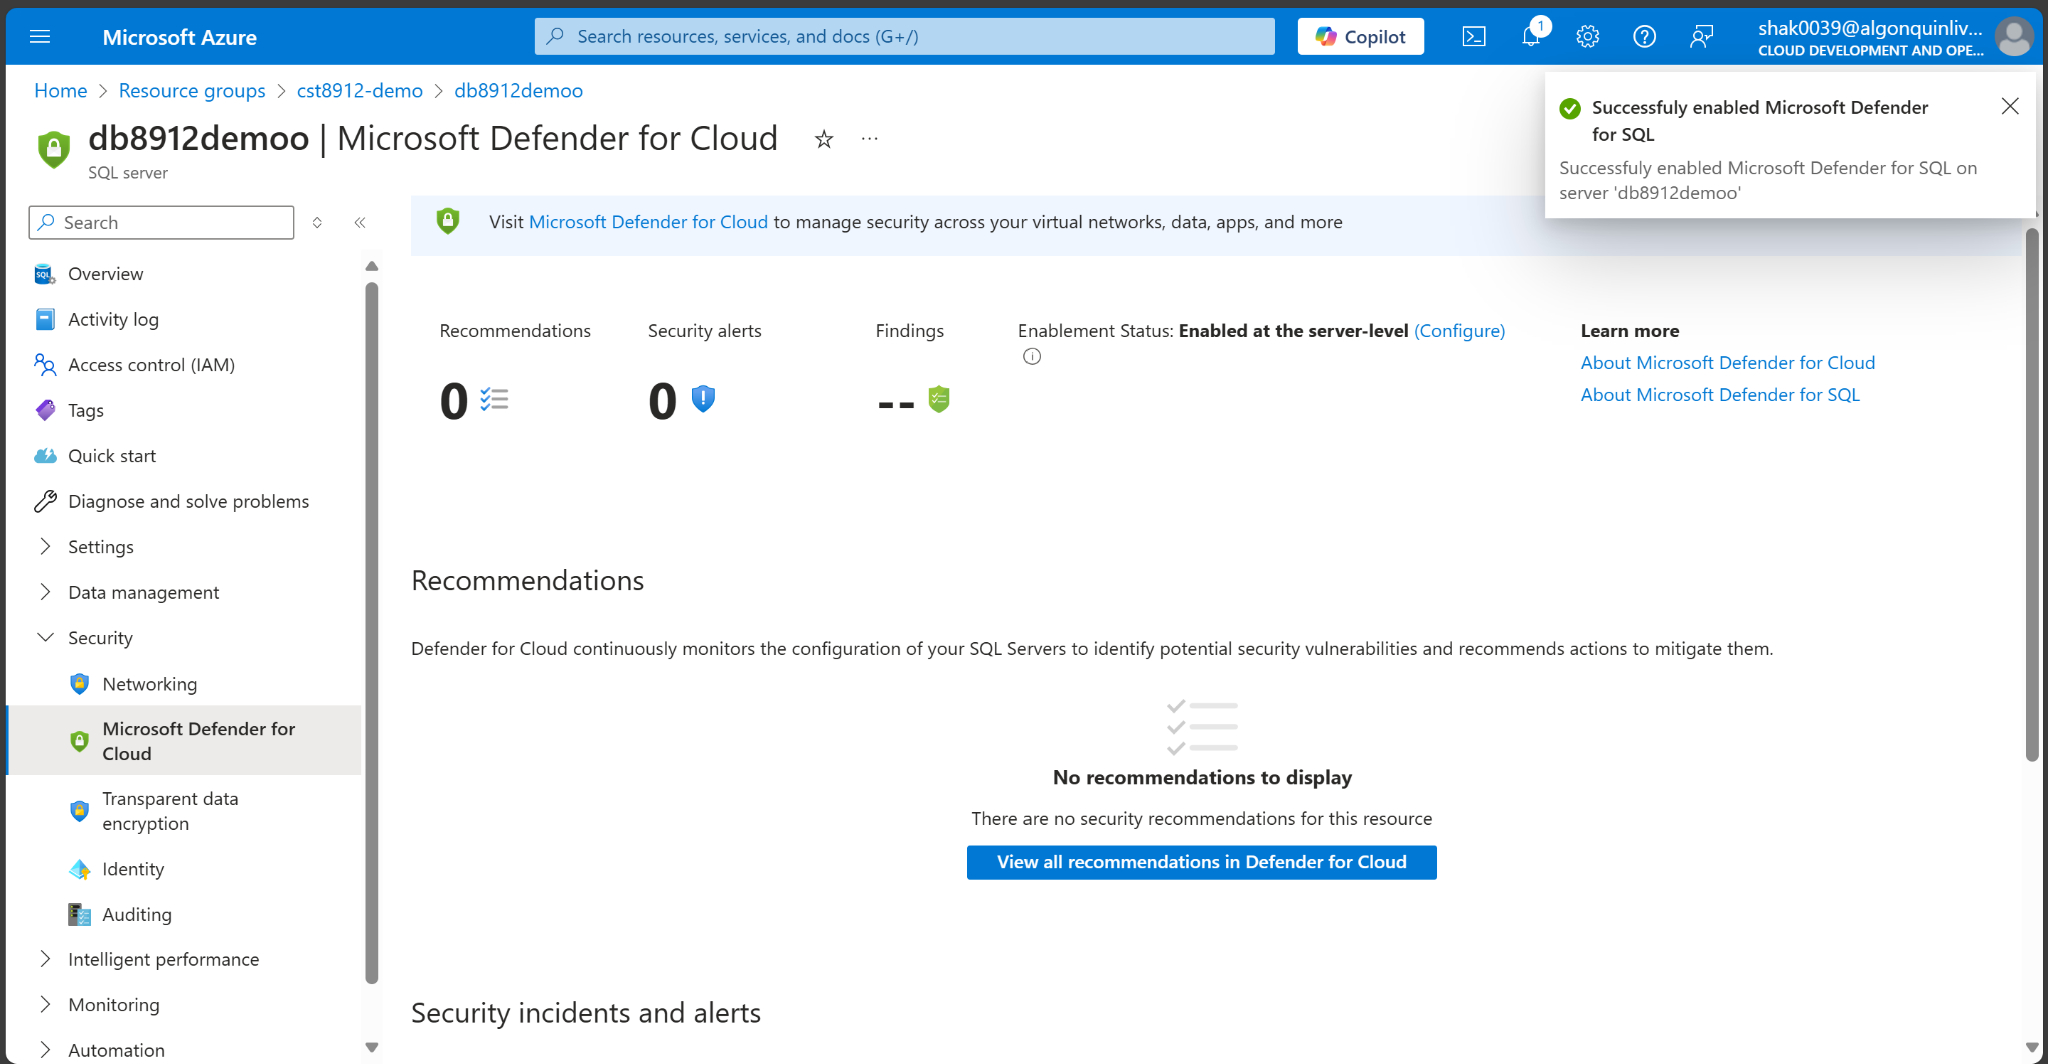 Microsoft Azure
Search resources, services, and docs (G+/)
Copilot
1
shak0039@algonquinliv...
CLOUD DEVELOPMENT AND OPE...
Home > Resource groups > cst8912-demo > db8912demoo
db8912demoo | Microsoft Defender for Cloud
SQL server
Successfuly enabled Microsoft Defender
for SQL
Successfuly enabled Microsoft Defender for SQL on
server 'db8912demoo'
Search
Overview
Activity log
Access control (IAM)
Tags
Quick start
Diagnose and solve problems
Settings
Data management
Security
Networking
Microsoft Defender for
Cloud
Transparent data
encryption
Identity
Auditing
Intelligent performance
Monitoring
Automation
Visit Microsoft Defender for Cloud to manage security across your virtual networks, data, apps, and more
Recommendations
0
Security alerts
0
Findings
--
Enablement Status: Enabled at the server-level (Configure)
Learn more
About Microsoft Defender for Cloud
About Microsoft Defender for SQL
Recommendations
Defender for Cloud continuously monitors the configuration of your SQL Servers to identify potential security vulnerabilities and recommends actions to mitigate them.
No recommendations to display
There are no security recommendations for this resource
View all recommendations in Defender for Cloud
Security incidents and alerts